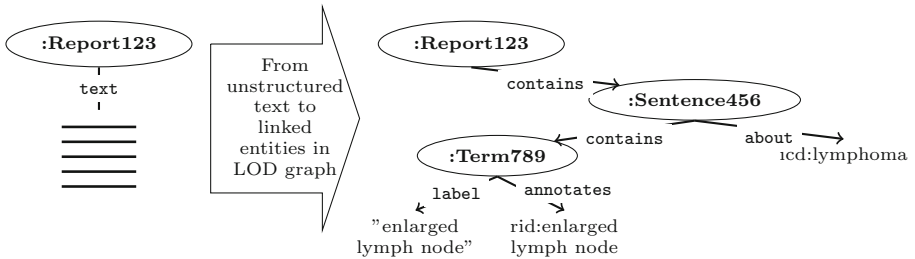 :Report123
text
From
unstructured
text to
linked
entities in
LOD graph
:Report123
contains
:Sentence456
contains
about
ıcd:lymphoma
:Term789
label
annotates
”enlarged
lymph node”
rid:enlarged
lymph node